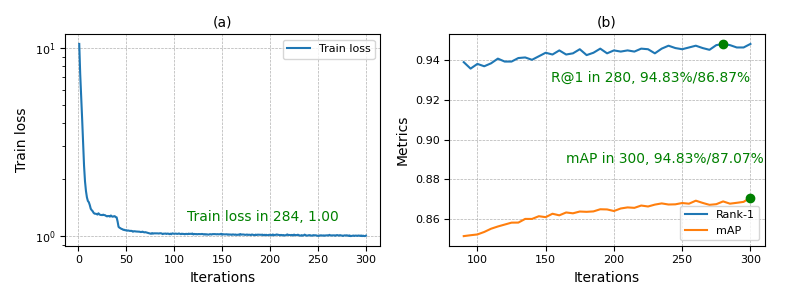 (a)
Train loss
10¹
10⁰
Train loss
Train loss in 284, 1.00
0 50 100 150 200 250 300
Iterations
(b)
Metrics
0.94
0.92
0.90
0.88
0.86
R@1 in 280, 94.83%/86.87%
mAP in 300, 94.83%/87.07%
Rank-1
mAP
100 150 200 250 300
Iterations